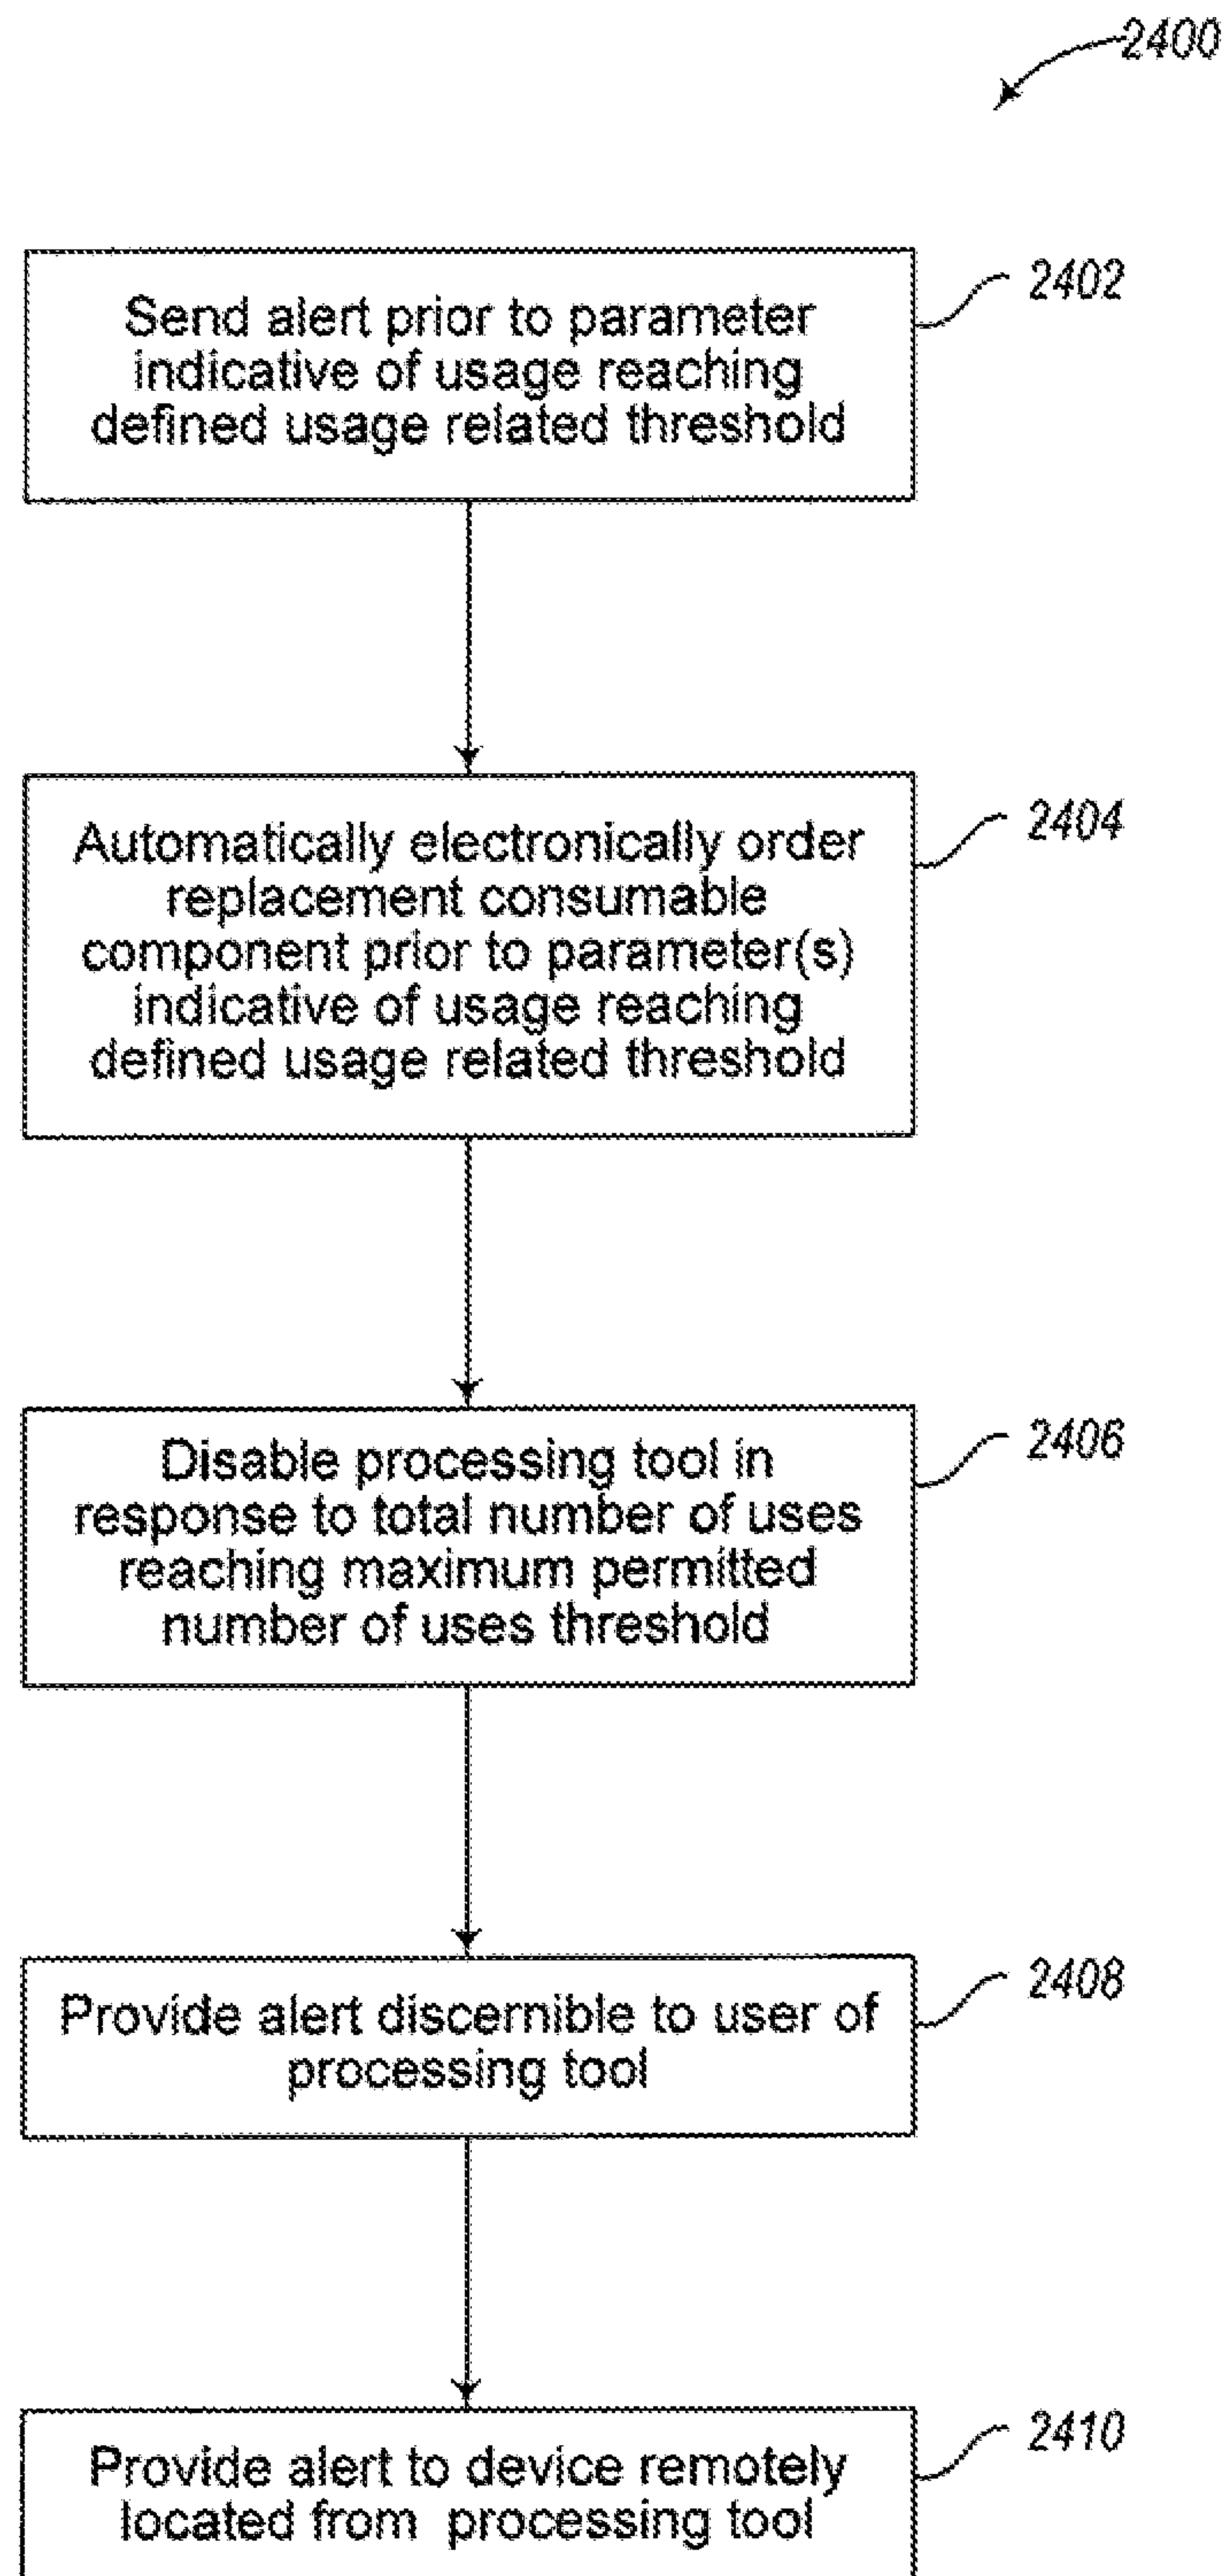 2400
Send alert prior to parameter
indicative of usage reaching
defined usage related threshold
2402
Automatically electronically order
replacement consumable
component prior to parameter(s)
indicative of usage reaching
defined usage related threshold
2404
Disable processing tool in
response to total number of uses
reaching maximum permitted
number of uses threshold
2406
Provide alert discernible to user of
processing tool
2408
Provide alert to device remotely
located from processing tool
2410